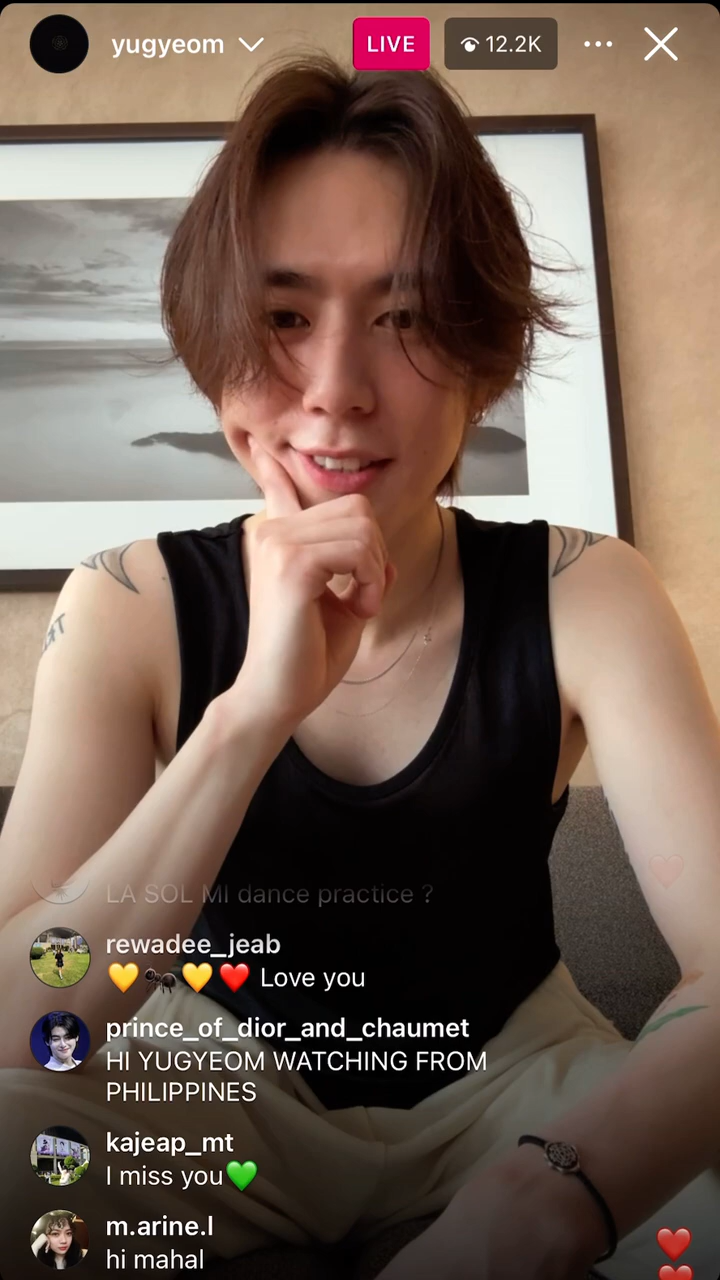 yugyeom
LIVE
12.2K
LA SOL MI dance practice ?
rewadee_jeab
💛🐜💛❤️ Love you
prince_of_dior_and_chaumet
HI YUGYEOM WATCHING FROM
PHILIPPINES
kajeap_mt
I miss you💚
m.arine.l
hi mahal